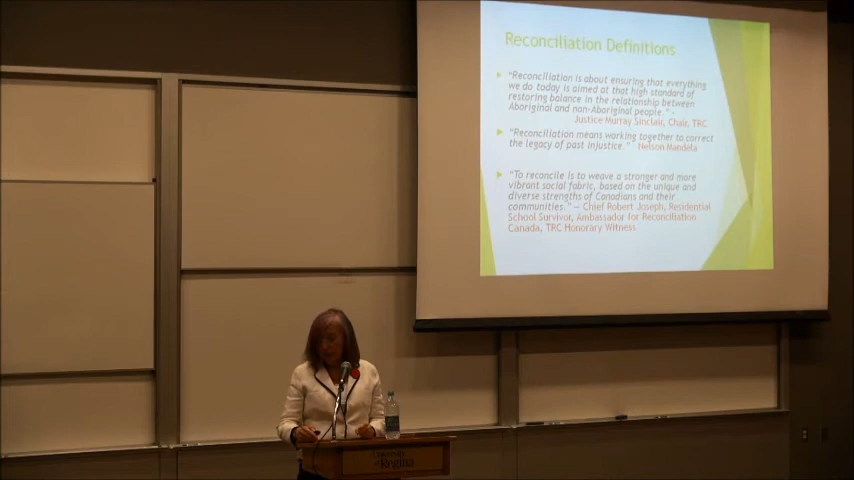 Reconciliation Definitions
"Reconciliation is about ensuring that everything
we do today is aimed at that high standard of
restoring balance in the relationship between
Aboriginal and non-Aboriginal people." -
Justice Murray Sinclair, Chair, TRC
"Reconciliation means working together to correct
the legacy of past injustice." Nelson Mandela
"To reconcile is to weave a stronger and more
vibrant social fabric, based on the unique and
diverse strengths of Canadians and their
communities." — Chief Robert Joseph, Residential
School Survivor, Ambassador for Reconciliation
Canada, TRC Honorary Witness
University
of Regina